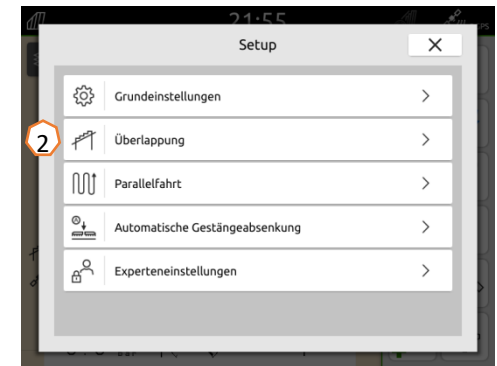 21:55
Setup
Grundeinstellungen
2
Überlappung
Parallelfahrt
Automatische Gestängeabsenkung
Experteneinstellungen